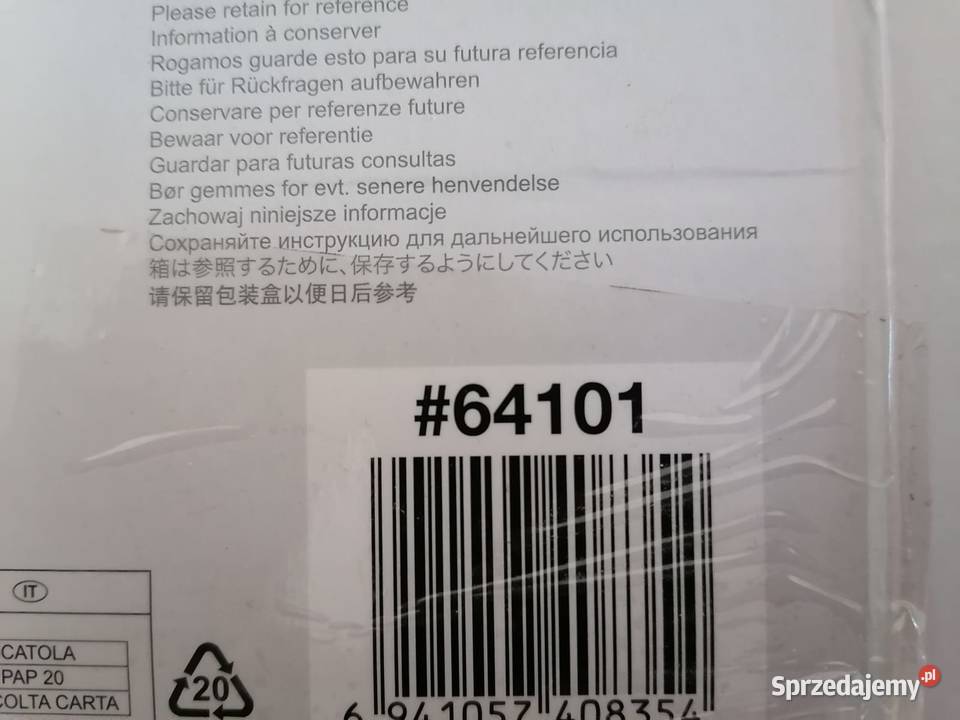 Please retain for reference
Information à conserver
Rogamos guarde esto para su futura referencia
Bitte für Rückfragen aufbewahren
Conservare per referenze future
Bewaar voor referentie
Guardar para futuras consultas
Bør gemmes for evt. senere henvendelse
Zachowaj niniejsze informacje
Сохраняйте инструкцию для дальнейшего использования
箱は参照するために、保存するようにしてください
请保留包装盒以便日后参考
#64101
6 941057 408354
IT
CATOLA
PAP 20
COLTA CARTA
20
Sprzedajemy.pl